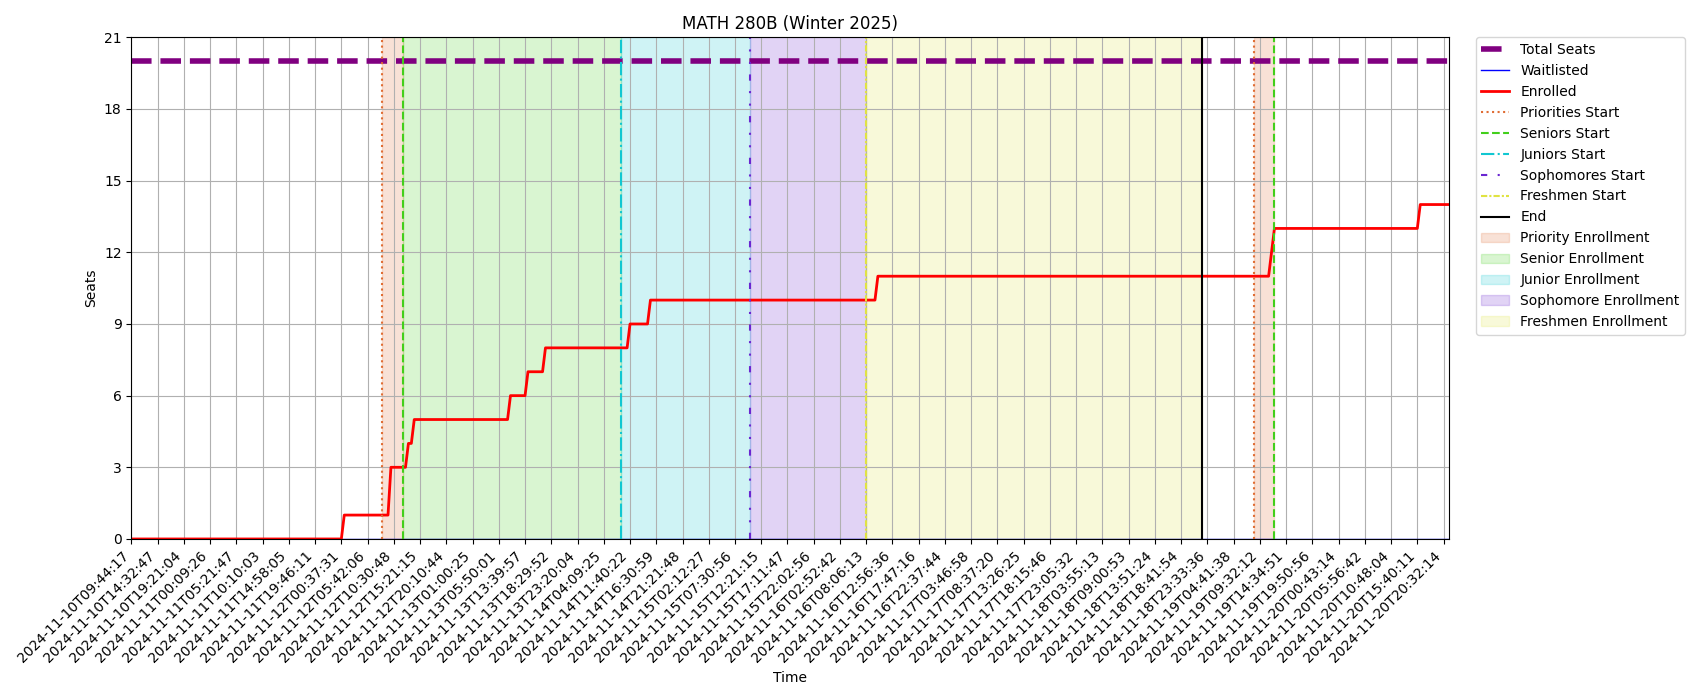 MATH 280B (Winter 2025)
21
18
15
12
9
6
3
0
Seats
2024-11-10T09:44:17
2024-11-10T14:32:47
2024-11-10T19:21:04
2024-11-11T00:09:26
2024-11-11T05:21:47
2024-11-11T10:10:03
2024-11-11T14:58:05
2024-11-11T19:46:11
2024-11-12T00:37:31
2024-11-12T05:42:06
2024-11-12T10:30:48
2024-11-12T15:21:15
2024-11-12T20:10:44
2024-11-13T01:00:25
2024-11-13T05:50:01
2024-11-13T13:39:57
2024-11-13T18:29:52
2024-11-13T23:20:04
2024-11-14T04:09:25
2024-11-14T11:40:22
2024-11-14T16:30:59
2024-11-14T21:21:48
2024-11-15T02:12:27
2024-11-15T07:30:56
2024-11-15T12:21:15
2024-11-15T17:11:47
2024-11-15T22:02:56
2024-11-16T02:52:42
2024-11-16T08:06:13
2024-11-16T12:56:36
2024-11-16T17:47:16
2024-11-16T22:37:44
2024-11-17T03:46:58
2024-11-17T08:37:20
2024-11-17T13:26:25
2024-11-17T18:15:46
2024-11-17T23:05:32
2024-11-18T03:55:13
2024-11-18T09:00:53
2024-11-18T13:51:24
2024-11-18T18:41:54
2024-11-18T23:33:36
2024-11-19T04:41:38
2024-11-19T09:32:12
2024-11-19T14:34:51
2024-11-19T19:50:56
2024-11-20T00:43:14
2024-11-20T05:56:42
2024-11-20T10:48:04
2024-11-20T15:40:11
2024-11-20T20:32:14
Time
Total Seats
Waitlisted
Enrolled
Priorities Start
Seniors Start
Juniors Start
Sophomores Start
Freshmen Start
End
Priority Enrollment
Senior Enrollment
Junior Enrollment
Sophomore Enrollment
Freshmen Enrollment